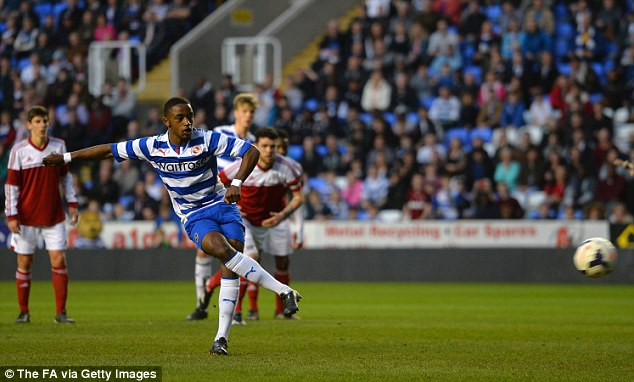 Waitrose
Metal Recycling Car Spares
© The FA via Getty Images